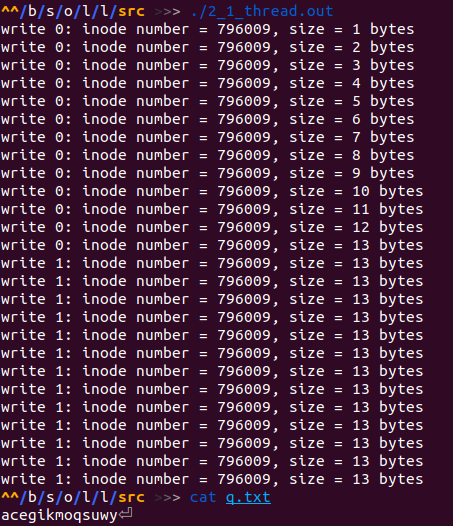 ^^/b/s/o/l/l/src >>> ./2_1_thread.out
write 0: inode number = 796009, size = 1 bytes
write 0: inode number = 796009, size = 2 bytes
write 0: inode number = 796009, size = 3 bytes
write 0: inode number = 796009, size = 4 bytes
write 0: inode number = 796009, size = 5 bytes
write 0: inode number = 796009, size = 6 bytes
write 0: inode number = 796009, size = 7 bytes
write 0: inode number = 796009, size = 8 bytes
write 0: inode number = 796009, size = 9 bytes
write 0: inode number = 796009, size = 10 bytes
write 0: inode number = 796009, size = 11 bytes
write 0: inode number = 796009, size = 12 bytes
write 0: inode number = 796009, size = 13 bytes
write 1: inode number = 796009, size = 13 bytes
write 1: inode number = 796009, size = 13 bytes
write 1: inode number = 796009, size = 13 bytes
write 1: inode number = 796009, size = 13 bytes
write 1: inode number = 796009, size = 13 bytes
write 1: inode number = 796009, size = 13 bytes
write 1: inode number = 796009, size = 13 bytes
write 1: inode number = 796009, size = 13 bytes
write 1: inode number = 796009, size = 13 bytes
write 1: inode number = 796009, size = 13 bytes
write 1: inode number = 796009, size = 13 bytes
write 1: inode number = 796009, size = 13 bytes
write 1: inode number = 796009, size = 13 bytes
^^/b/s/o/l/l/src >>> cat q.txt
acegikmoqsuwy⏎